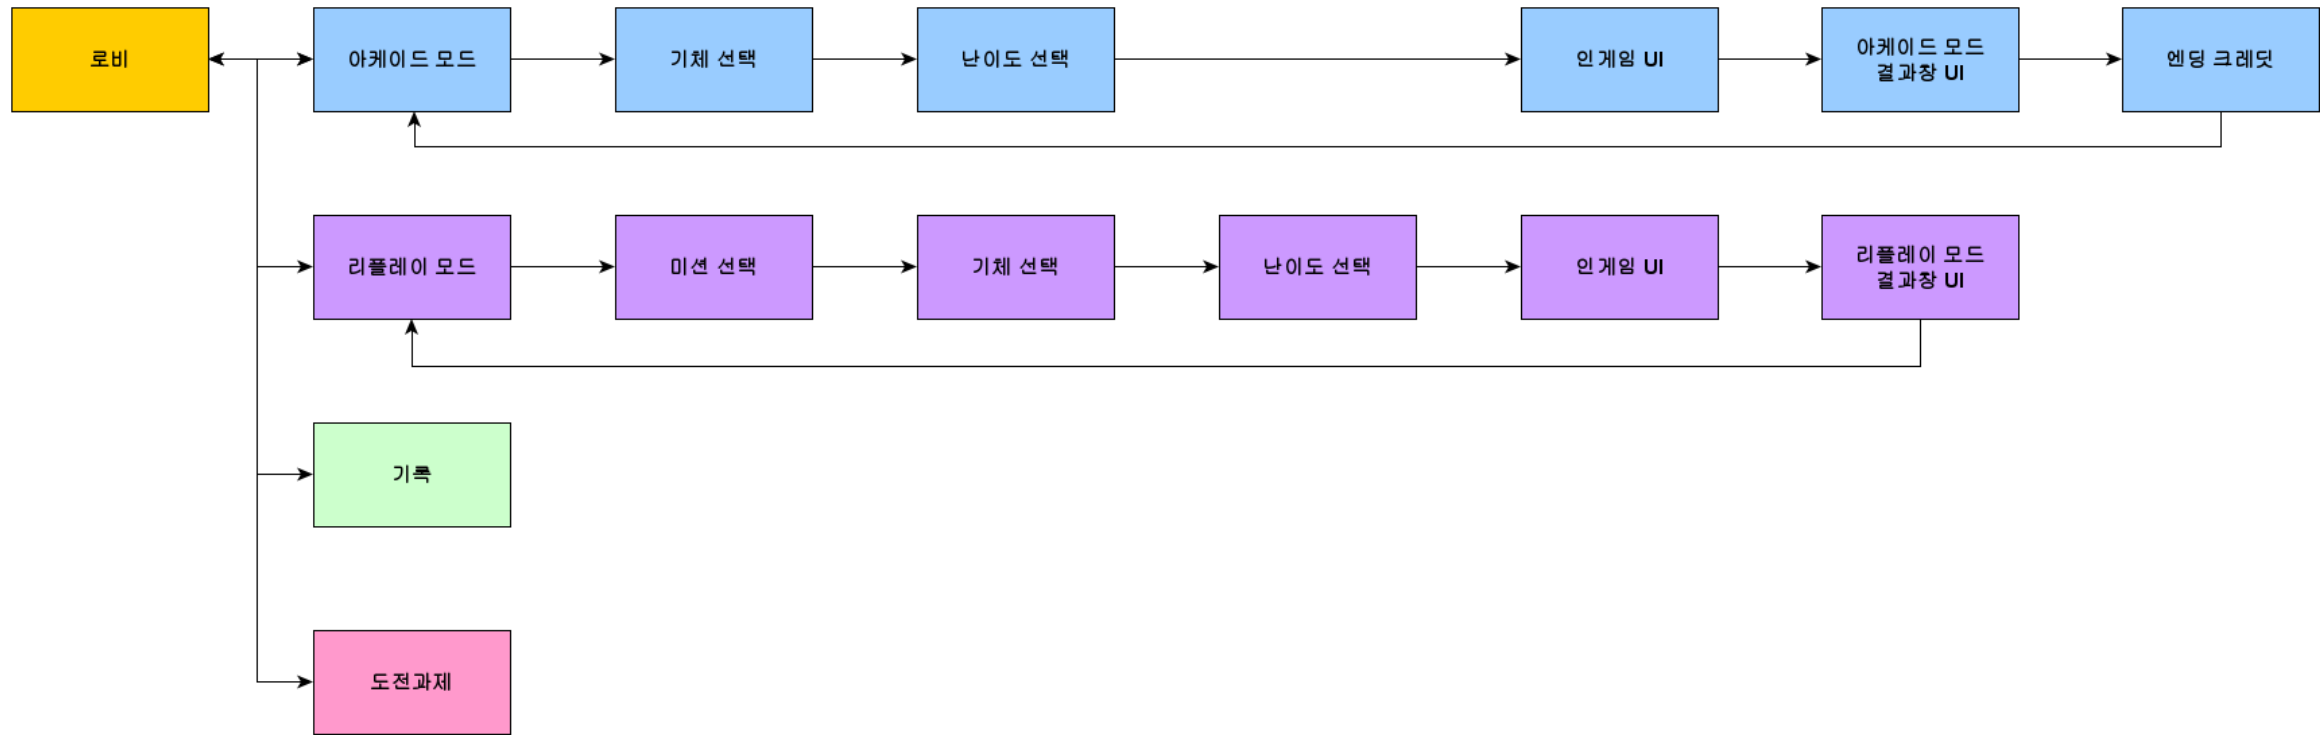 로비
아케이드 모드
기체 선택
난이도 선택
인게임 UI
아케이드 모드
결과창 UI
엔딩 크레딧
리플레이 모드
미션 선택
기체 선택
난이도 선택
인게임 UI
리플레이 모드
결과창 UI
기록
도전과제